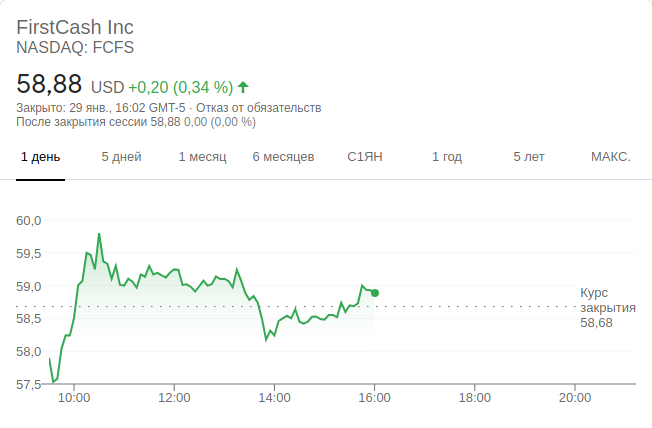 FirstCash Inc
NASDAQ: FCFS
58,88 USD +0,20 (0,34 %)
Закрыто: 29 янв., 16:02 GMT-5 · Отказ от обязательств
После закрытия сессии 58,88 0,00 (0,00 %)
1 день 5 дней 1 месяц 6 месяцев С1ЯН 1 год 5 лет МАКС.
60,0
59,5
59,0
58,5
58,0
57,5
Курс
закрытия
58,68
10:00 12:00 14:00 16:00 18:00 20:00